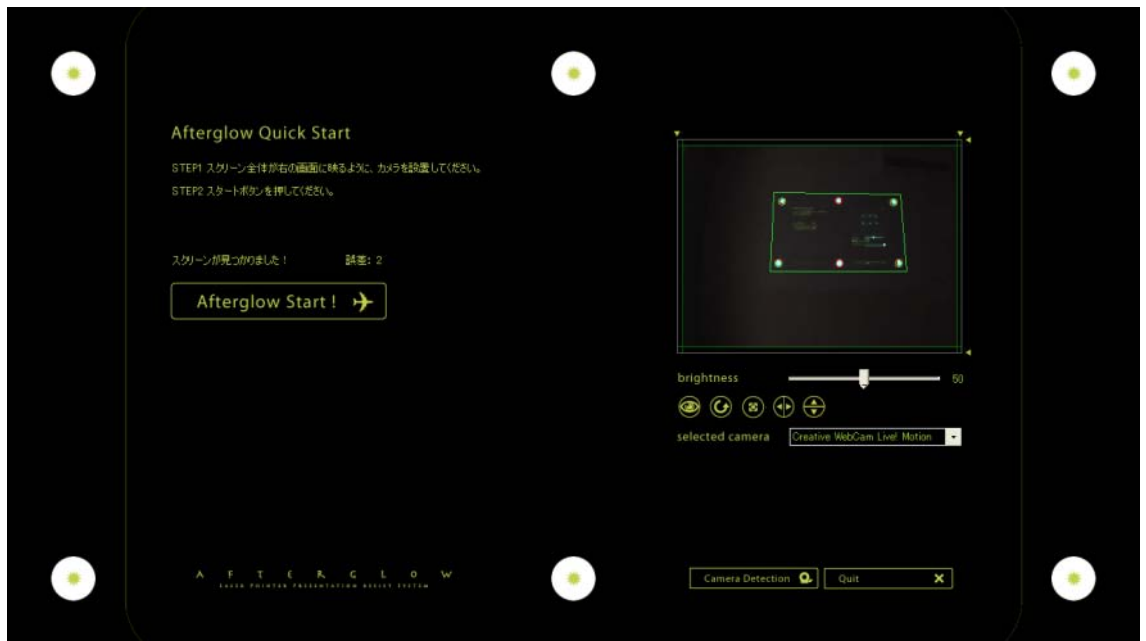 Afterglow Quick Start
STEP1 スクリーン全体が右の画面に映るように、カメラを設置してください。
STEP2 スタートボタンを押してください。
スクリーンが見つかりました！ 誤差: 2
Afterglow Start !
brightness 50
selected camera Creative WebCam Live! Motion
AFTERGLOW
LASER POINTER PRESENTATION ASSIST SYSTEM
Camera Detection Quit